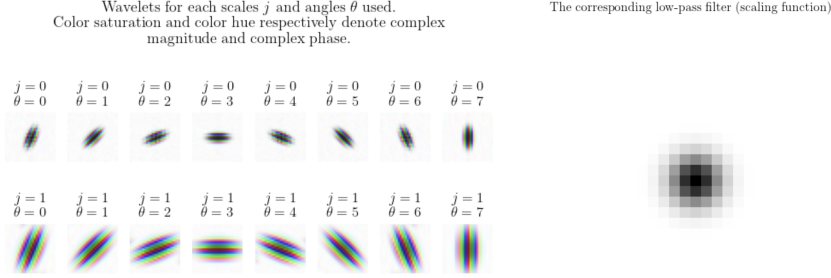 Wavelets for each scales j and angles θ used.
Color saturation and color hue respectively denote complex
magnitude and complex phase.
The corresponding low-pass filter (scaling function)
j = 0 j = 0 j = 0 j = 0 j = 0 j = 0 j = 0 j = 0
θ = 0 θ = 1 θ = 2 θ = 3 θ = 4 θ = 5 θ = 6 θ = 7
j = 1 j = 1 j = 1 j = 1 j = 1 j = 1 j = 1 j = 1
θ = 0 θ = 1 θ = 2 θ = 3 θ = 4 θ = 5 θ = 6 θ = 7